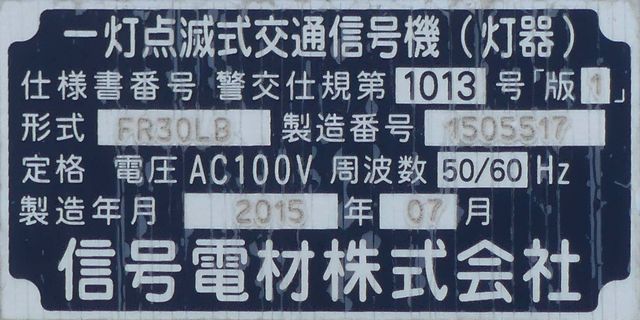 一灯点滅式交通信号機（灯器）
仕様書番号 警交仕規第 1013 号「版 1 」
形式 FR30LB 製造番号 1505517
定格 電圧 AC100V 周波数 50/60 Hz
製造年月 2015 年 07 月
信号電材株式会社